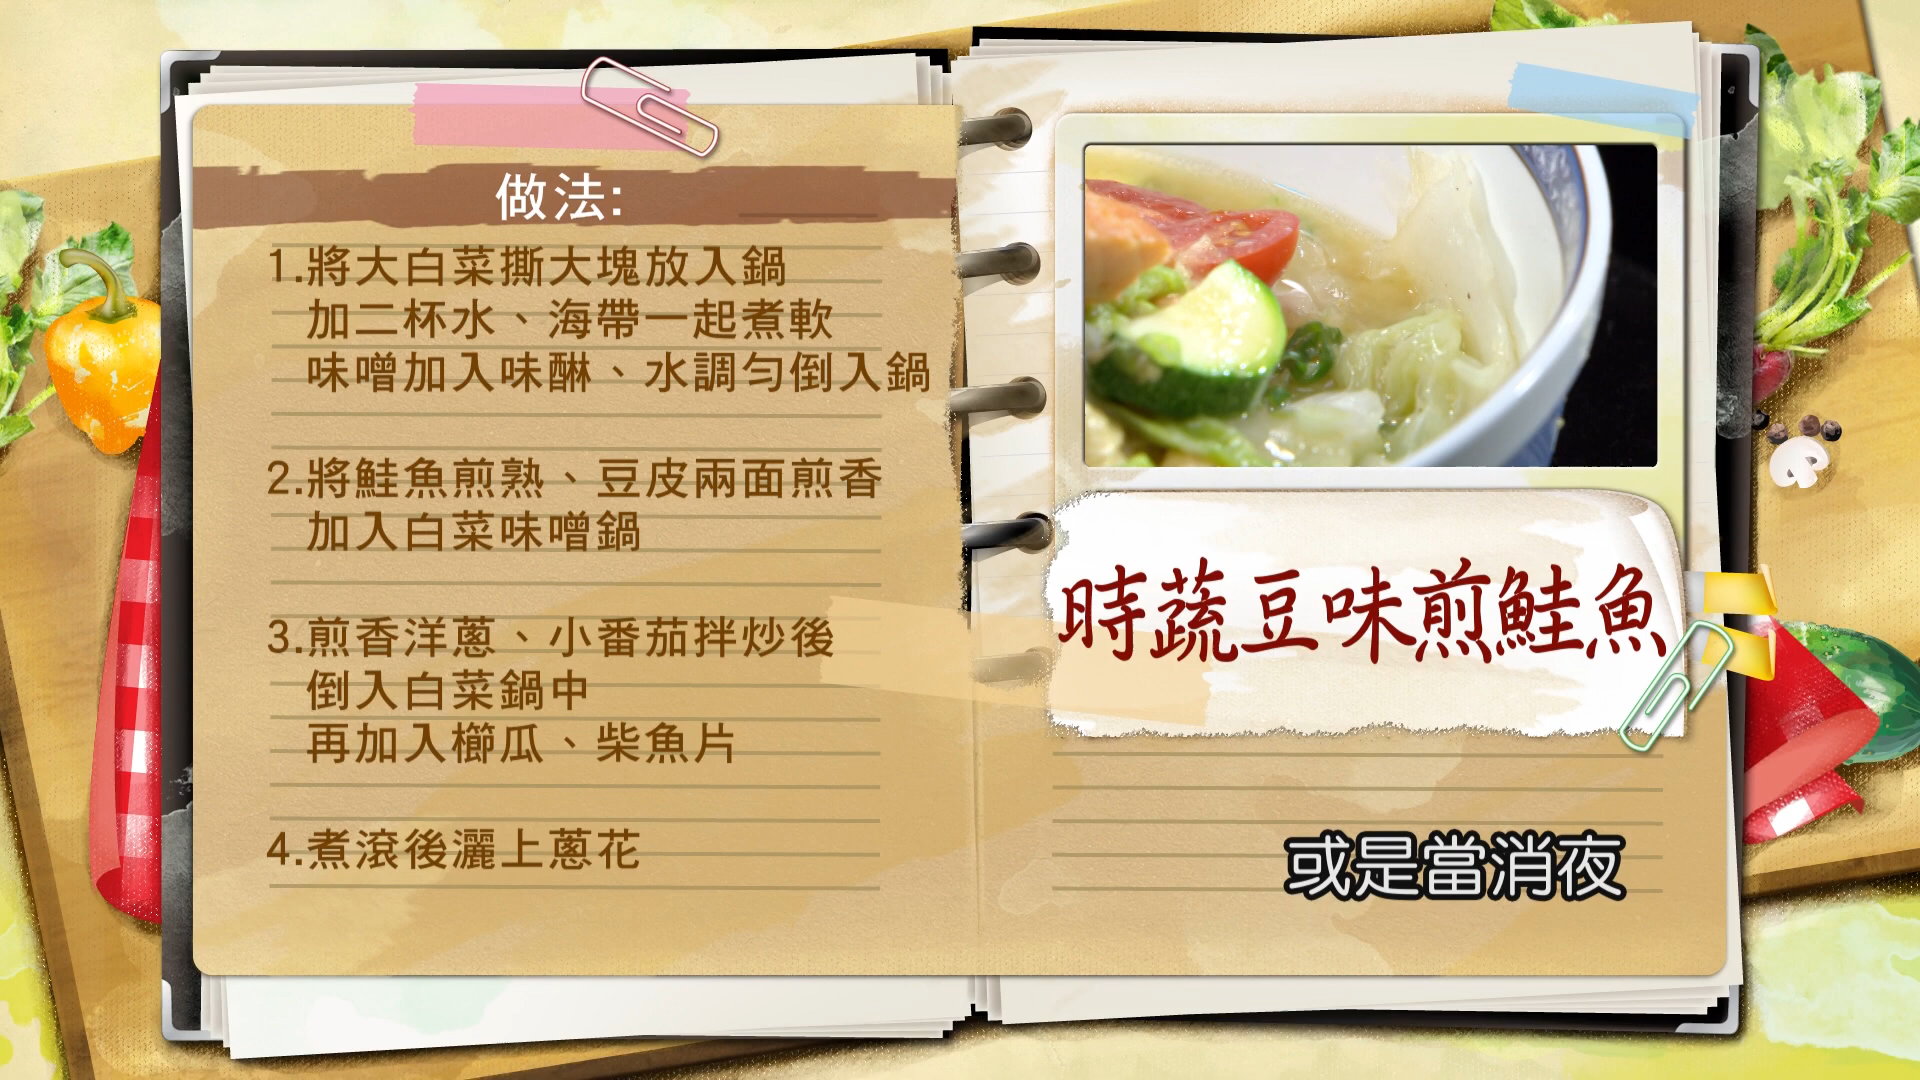 做法:
1.將大白菜撕大塊放入鍋
加二杯水、海帶一起煮軟
味噌加入味醂、水調勻倒入鍋
2.將鮭魚煎熟、豆皮兩面煎香
加入白菜味噌鍋
3.煎香洋蔥、小番茄拌炒後
倒入白菜鍋中
再加入櫛瓜、柴魚片
4.煮滾後灑上蔥花
時蔬豆味煎鮭魚
或是當消夜